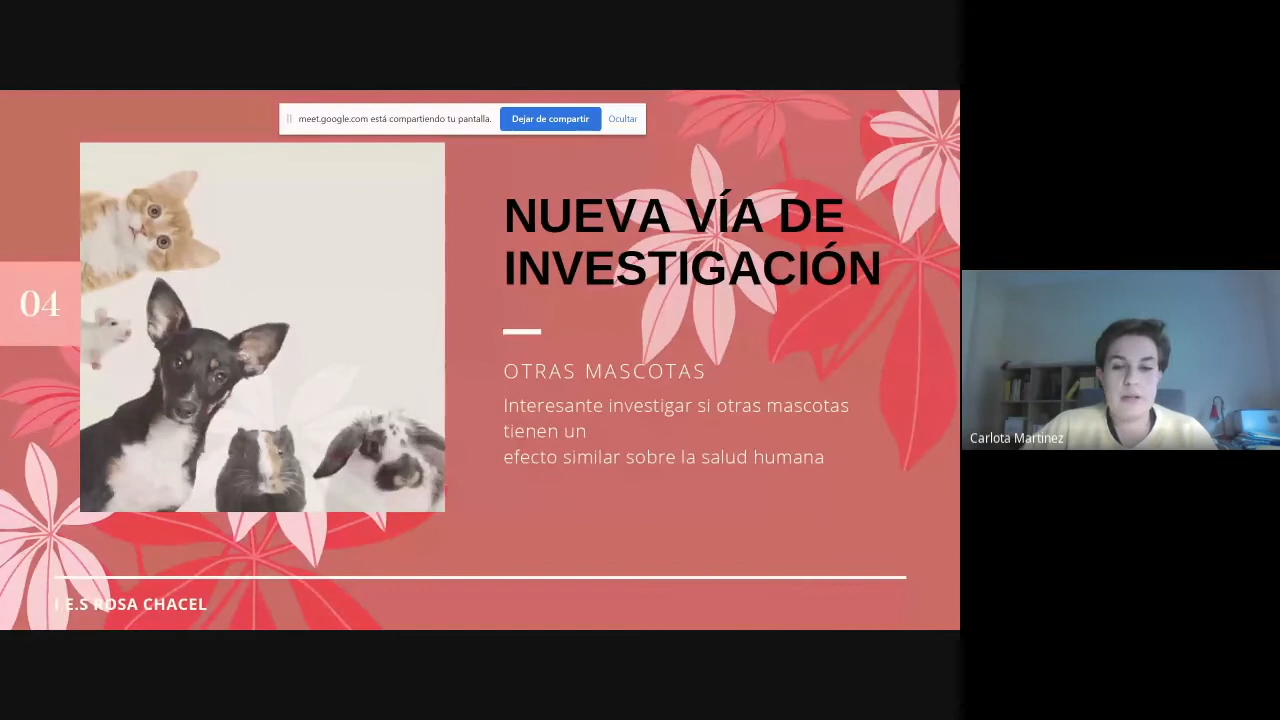 meet.google.com está compartiendo tu pantalla. Dejar de compartir Ocultar
NUEVA VÍA DE
INVESTIGACIÓN
04
OTRAS MASCOTAS
Interesante investigar si otras mascotas
tienen un
efecto similar sobre la salud humana
Carlota Martinez
I E.S ROSA CHACEL